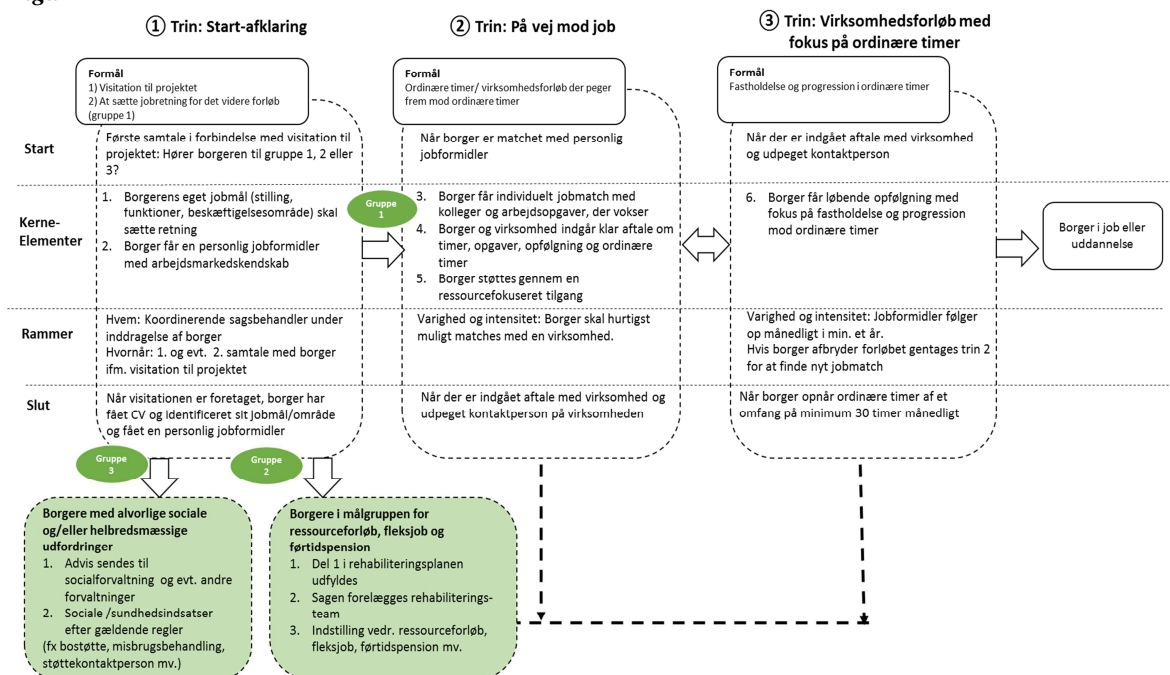 ① Trin: Start-afklaring
② Trin: På vej mod job
③ Trin: Virksomhedsforløb med
fokus på ordinære timer
Formål
1) Visitation til projektet
2) At sætte jobretning for det videre forløb
(gruppe 1)
Formål
Ordinære timer/ virksomhedsforløb der peger
frem mod ordinære timer
Formål
Fastholdelse og progression i ordinære timer
Start
Første samtale i forbindelse med visitation til
projektet: Hører borgeren til gruppe 1, 2 eller
3?
Når borger er matchet med personlig
jobformidler
Når der er indgået aftale med virksomhed
og udpeget kontaktperson
Kerne-
Elementer
1. Borgerens eget jobmål (stilling,
funktioner, beskæftigelsesområde) skal
sætte retning
2. Borger får en personlig jobformidler
med arbejdsmarkedskendskab
Gruppe
1
3. Borger får individuelt jobmatch med
kolleger og arbejdsopgaver, der vokser
4. Borger og virksomhed indgår klar aftale om
timer, opgaver, opfølgning og ordinære
timer
5. Borger støttes gennem en
ressourcefokuseret tilgang
6. Borger får løbende opfølgning med
fokus på fastholdelse og progression
mod ordinære timer
Borger i job eller
uddannelse
Rammer
Hvem: Koordinerende sagsbehandler under
inddragelse af borger
Hvornår: 1. og evt. 2. samtale med borger
ifm. visitation til projektet
Varighed og intensitet: Borger skal hurtigst
muligt matches med en virksomhed.
Varighed og intensitet: Jobformidler følger
op månedligt i min. et år.
Hvis borger afbryder forløbet gentages trin 2
for at finde nyt jobmatch
Slut
Når visitationen er foretaget, borger har
fået CV og identificeret sit jobmål/område
og fået en personlig jobformidler
Når der er indgået aftale med virksomhed og
udpeget kontaktperson på virksomheden
Når borger opnår ordinære timer af et
omfang på minimum 30 timer månedligt
Gruppe
3
Gruppe
2
Borgere med alvorlige sociale
og/eller helbredsmæssige
udfordringer
1. Advis sendes til
socialforvaltning og evt. andre
forvaltninger
2. Sociale /sundhedsindsatser
efter gældende regler
(fx bostøtte, misbrugsbehandling,
støttekontaktperson mv.)
Borgere i målgruppen for
ressourceforløb, fleksjob og
førtidspension
1. Del 1 i rehabiliteringsplanen
udfyldes
2. Sagen forelægges rehabiliterings-
team
3. Indstilling vedr. ressourceforløb,
fleksjob, førtidspension mv.